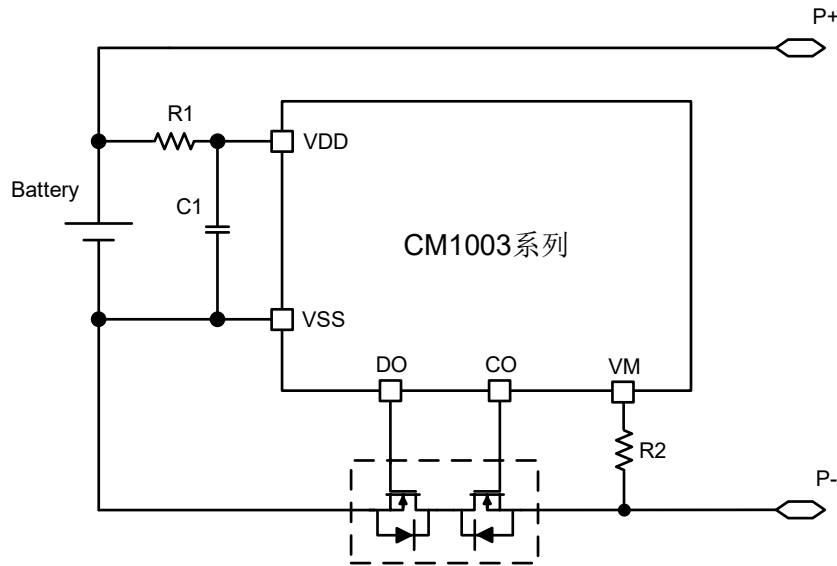 P+
R1
VDD
Battery
C1
CM1003系列
VSS
DO
CO
VM
R2
P-